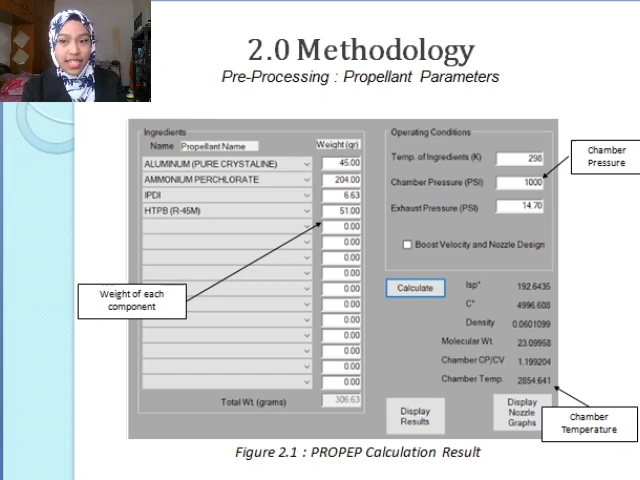 2.0 Methodology
Pre-Processing : Propellant Parameters
Ingredients
Name Propellant Name Weight (gr)
ALUMINUM (PURE CRYSTALINE) 45.00
AMMONIUM PERCHLORATE 204.00
IPDI 6.63
HTPB (R-45M) 51.00
0.00
0.00
0.00
0.00
0.00
0.00
0.00
0.00
0.00
0.00
0.00
Total Wt. (grams) 306.63
Operating Conditions
Temp. of Ingredients (K) 298
Chamber Pressure (PSI) 1000
Exhaust Pressure (PSI) 14.70
Boost Velocity and Nozzle Design
Calculate
Isp* 192.6435
C* 4996.608
Density 0.0601099
Molecular Wt. 23.09958
Chamber CP/CV 1.199204
Chamber Temp. 2854.641
Display
Results
Display
Nozzle
Graphs
Chamber
Pressure
Weight of each
component
Chamber
Temperature
Figure 2.1 : PROPEP Calculation Result